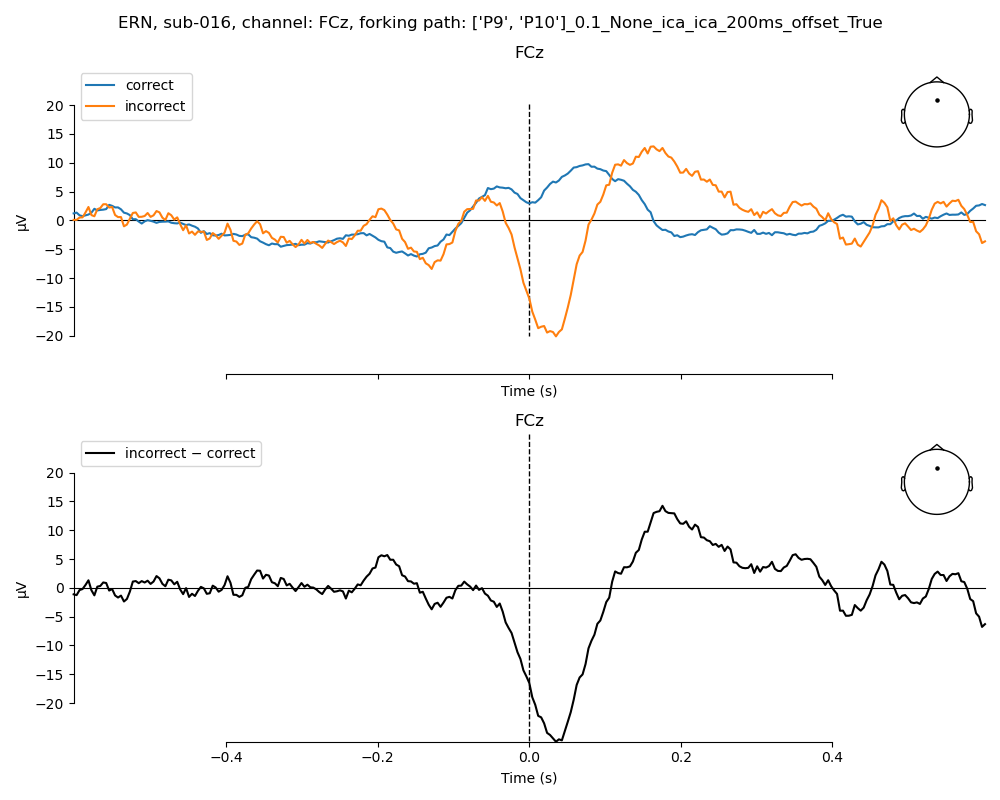 ERN, sub-016, channel: FCz, forking path: ['P9', 'P10']_0.1_None_ica_ica_200ms_offset_True
FCz
correct
incorrect
20
15
10
5
0
−5
−10
−15
−20
µV
Time (s)
FCz
incorrect − correct
20
15
10
5
0
−5
−10
−15
−20
µV
−0.4
−0.2
0.0
0.2
0.4
Time (s)